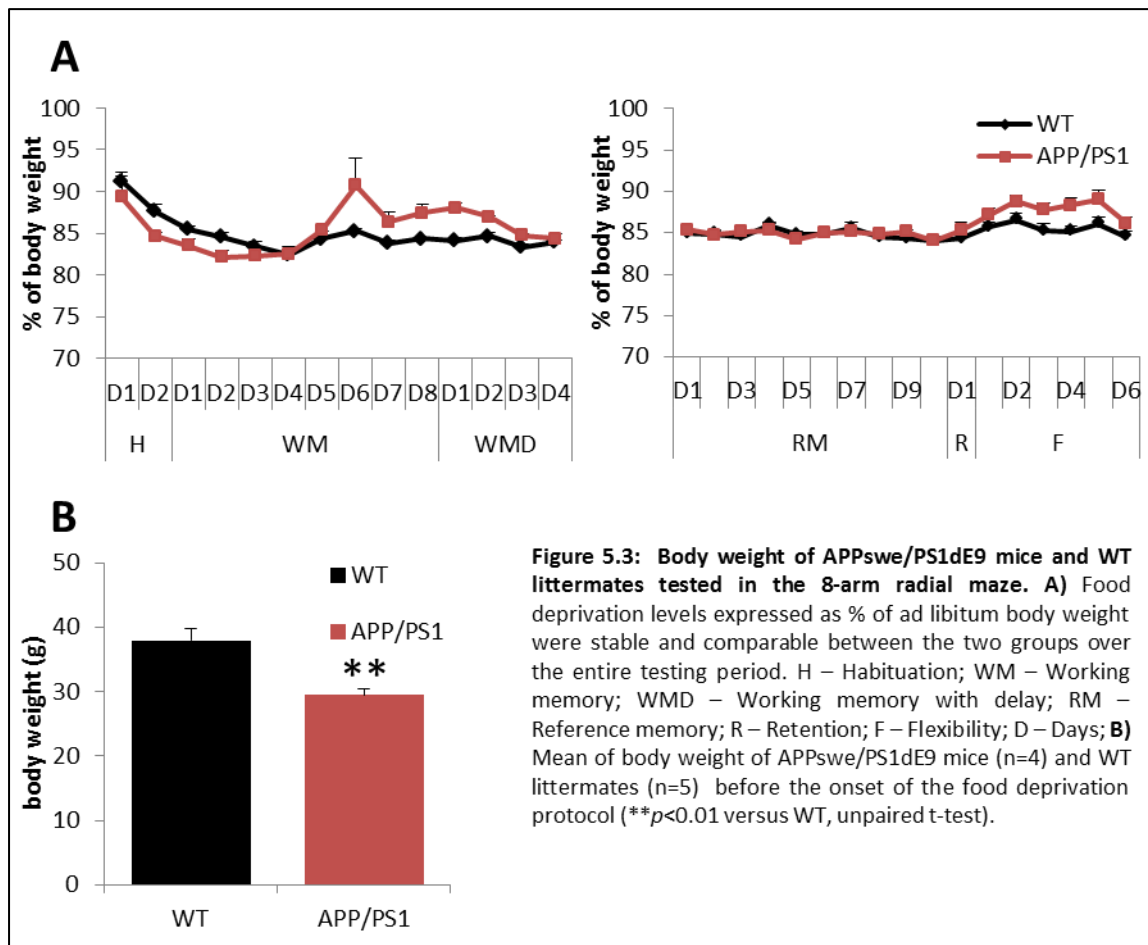 A
% of body weight
100
95
90
85
80
75
70
D1 D2 D1 D2 D3 D4 D5 D6 D7 D8 D1 D2 D3 D4
H WM WMD
% of body weight
100
95
90
85
80
75
70
WT
APP/PS1
D1 D3 D5 D7 D9 D1 D2 D4 D6
RM R F
B
body weight (g)
50
40
30
20
10
0
WT
APP/PS1
**
WT APP/PS1
Figure 5.3: Body weight of APPswe/PS1dE9 mice and WT
littermates tested in the 8-arm radial maze. A) Food
deprivation levels expressed as % of ad libitum body weight
were stable and comparable between the two groups over
the entire testing period. H – Habituation; WM – Working
memory; WMD – Working memory with delay; RM –
Reference memory; R – Retention; F – Flexibility; D – Days; B)
Mean of body weight of APPswe/PS1dE9 mice (n=4) and WT
littermates (n=5) before the onset of the food deprivation
protocol (**p<0.01 versus WT, unpaired t-test).